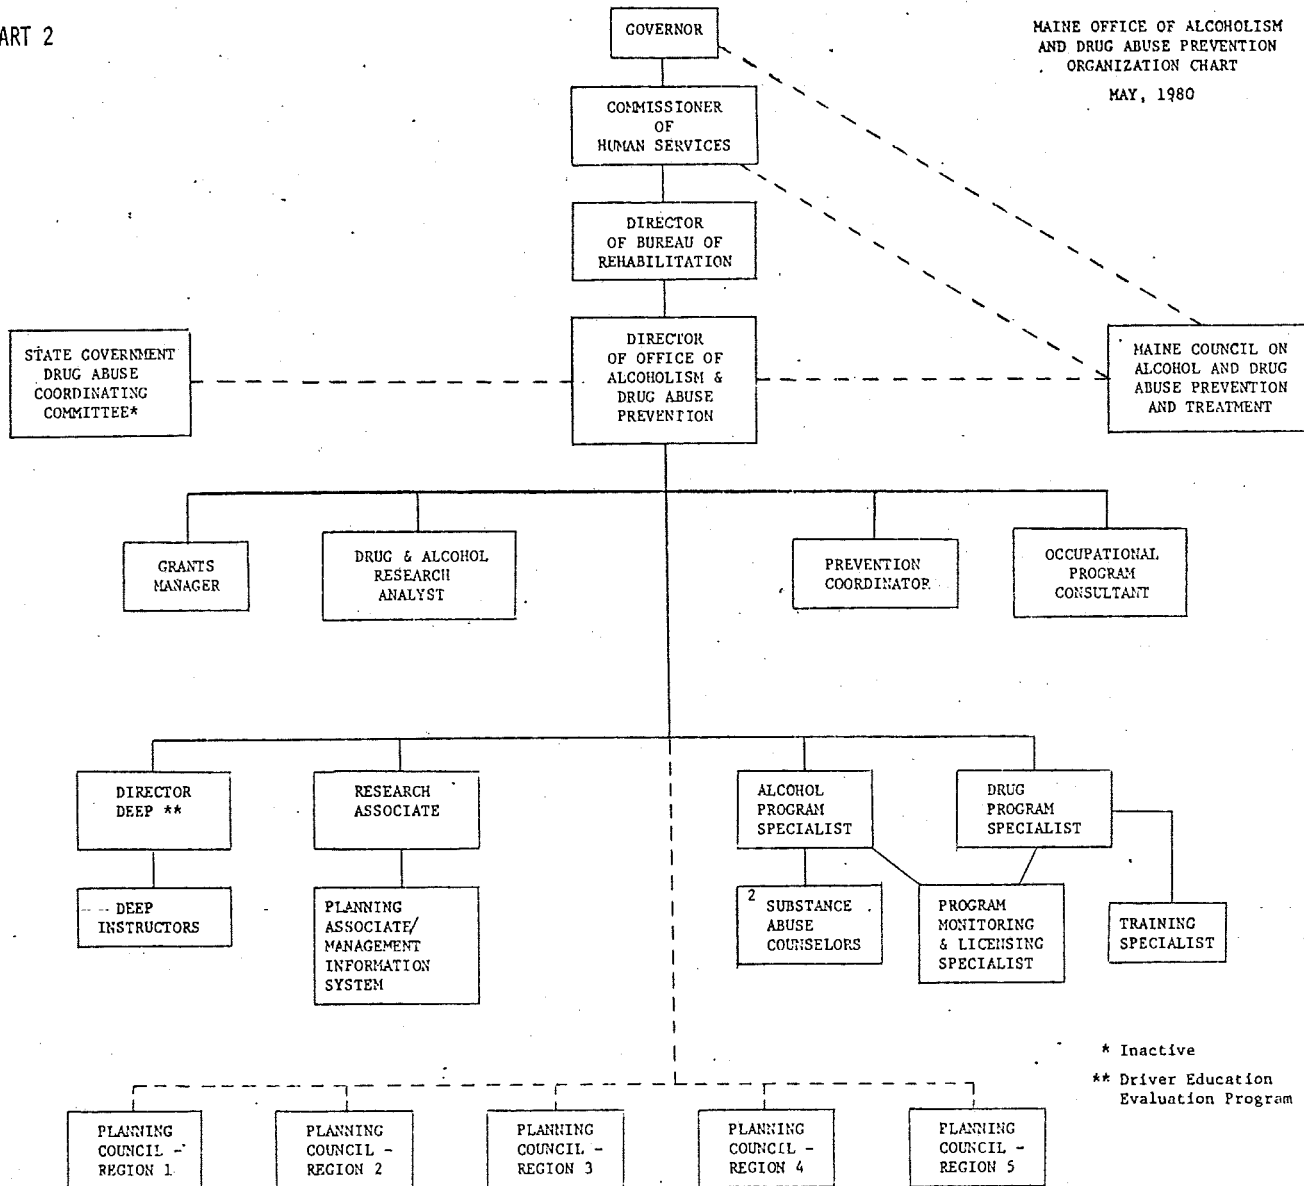 ART 2
MAINE OFFICE OF ALCOHOLISM
AND DRUG ABUSE PREVENTION
ORGANIZATION CHART
MAY, 1980
GOVERNOR
COMMISSIONER
OF
HUMAN SERVICES
DIRECTOR
OF BUREAU OF
REHABILITATION
STATE GOVERNMENT
DRUG ABUSE
COORDINATING
COMMITTEE*
DIRECTOR
OF OFFICE OF
ALCOHOLISM &
DRUG ABUSE
PREVENTION
MAINE COUNCIL ON
ALCOHOL AND DRUG
ABUSE PREVENTION
AND TREATMENT
GRANTS
MANAGER
DRUG & ALCOHOL
RESEARCH
ANALYST
PREVENTION
COORDINATOR
OCCUPATIONAL
PROGRAM
CONSULTANT
DIRECTOR
DEEP **
RESEARCH
ASSOCIATE
ALCOHOL
PROGRAM
SPECIALIST
DRUG
PROGRAM
SPECIALIST
DEEP
INSTRUCTORS
PLANNING
ASSOCIATE/
MANAGEMENT
INFORMATION
SYSTEM
2 SUBSTANCE
ABUSE
COUNSELORS
PROGRAM
MONITORING
& LICENSING
SPECIALIST
TRAINING
SPECIALIST
* Inactive
** Driver Education
Evaluation Program
PLANNING
COUNCIL -
REGION 1
PLANNING
COUNCIL -
REGION 2
PLANNING
COUNCIL -
REGION 3
PLANNING
COUNCIL -
REGION 4
PLANNING
COUNCIL -
REGION 5